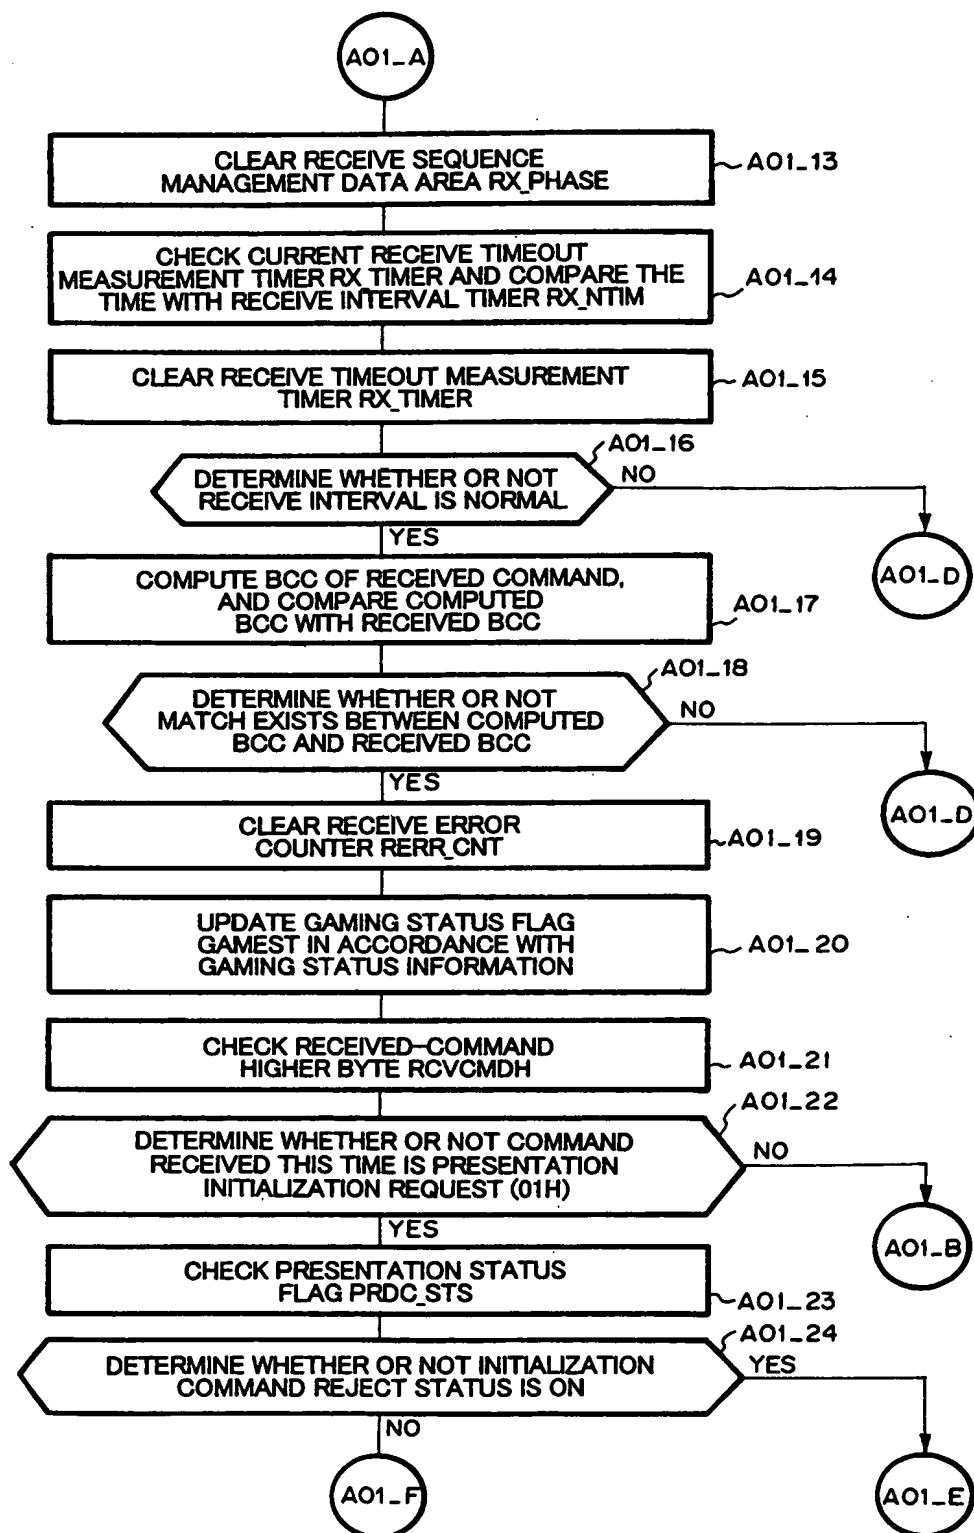 A01_A
CLEAR RECEIVE SEQUENCE
MANAGEMENT DATA AREA RX_PHASE
A01_13
CHECK CURRENT RECEIVE TIMEOUT
MEASUREMENT TIMER RX_TIMER AND COMPARE THE
TIME WITH RECEIVE INTERVAL TIMER RX_NTIM
A01_14
CLEAR RECEIVE TIMEOUT MEASUREMENT
TIMER RX_TIMER
A01_15
A01_16
DETERMINE WHETHER OR NOT
RECEIVE INTERVAL IS NORMAL
NO
YES
A01_D
COMPUTE BCC OF RECEIVED COMMAND,
AND COMPARE COMPUTED
BCC WITH RECEIVED BCC
A01_17
A01_18
DETERMINE WHETHER OR NOT
MATCH EXISTS BETWEEN COMPUTED
BCC AND RECEIVED BCC
NO
YES
A01_D
CLEAR RECEIVE ERROR
COUNTER RERR_CNT
A01_19
UPDATE GAMING STATUS FLAG
GAMEST IN ACCORDANCE WITH
GAMING STATUS INFORMATION
A01_20
CHECK RECEIVED-COMMAND
HIGHER BYTE RCVCMDH
A01_21
A01_22
DETERMINE WHETHER OR NOT COMMAND
RECEIVED THIS TIME IS PRESENTATION
INITIALIZATION REQUEST (01H)
NO
YES
A01_B
CHECK PRESENTATION STATUS
FLAG PRDC_STS
A01_23
A01_24
DETERMINE WHETHER OR NOT INITIALIZATION
COMMAND REJECT STATUS IS ON
YES
NO
A01_F
A01_E